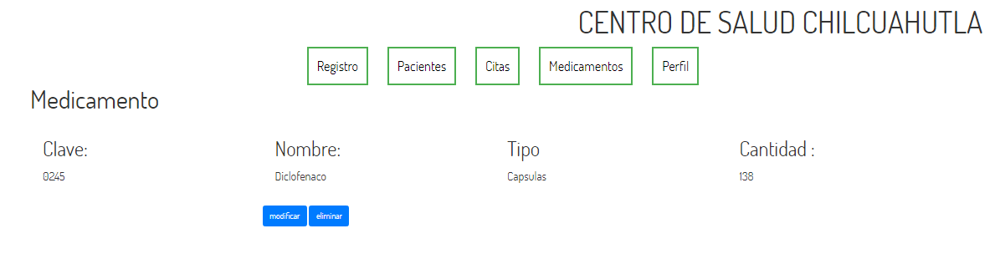 CENTRO DE SALUD CHILCUAHUTLA
Registro Pacientes Citas Medicamentos Perfil
Medicamento
Clave: Nombre: Tipo Cantidad :
0245 Diclofenaco Capsulas 138
modificar eliminar